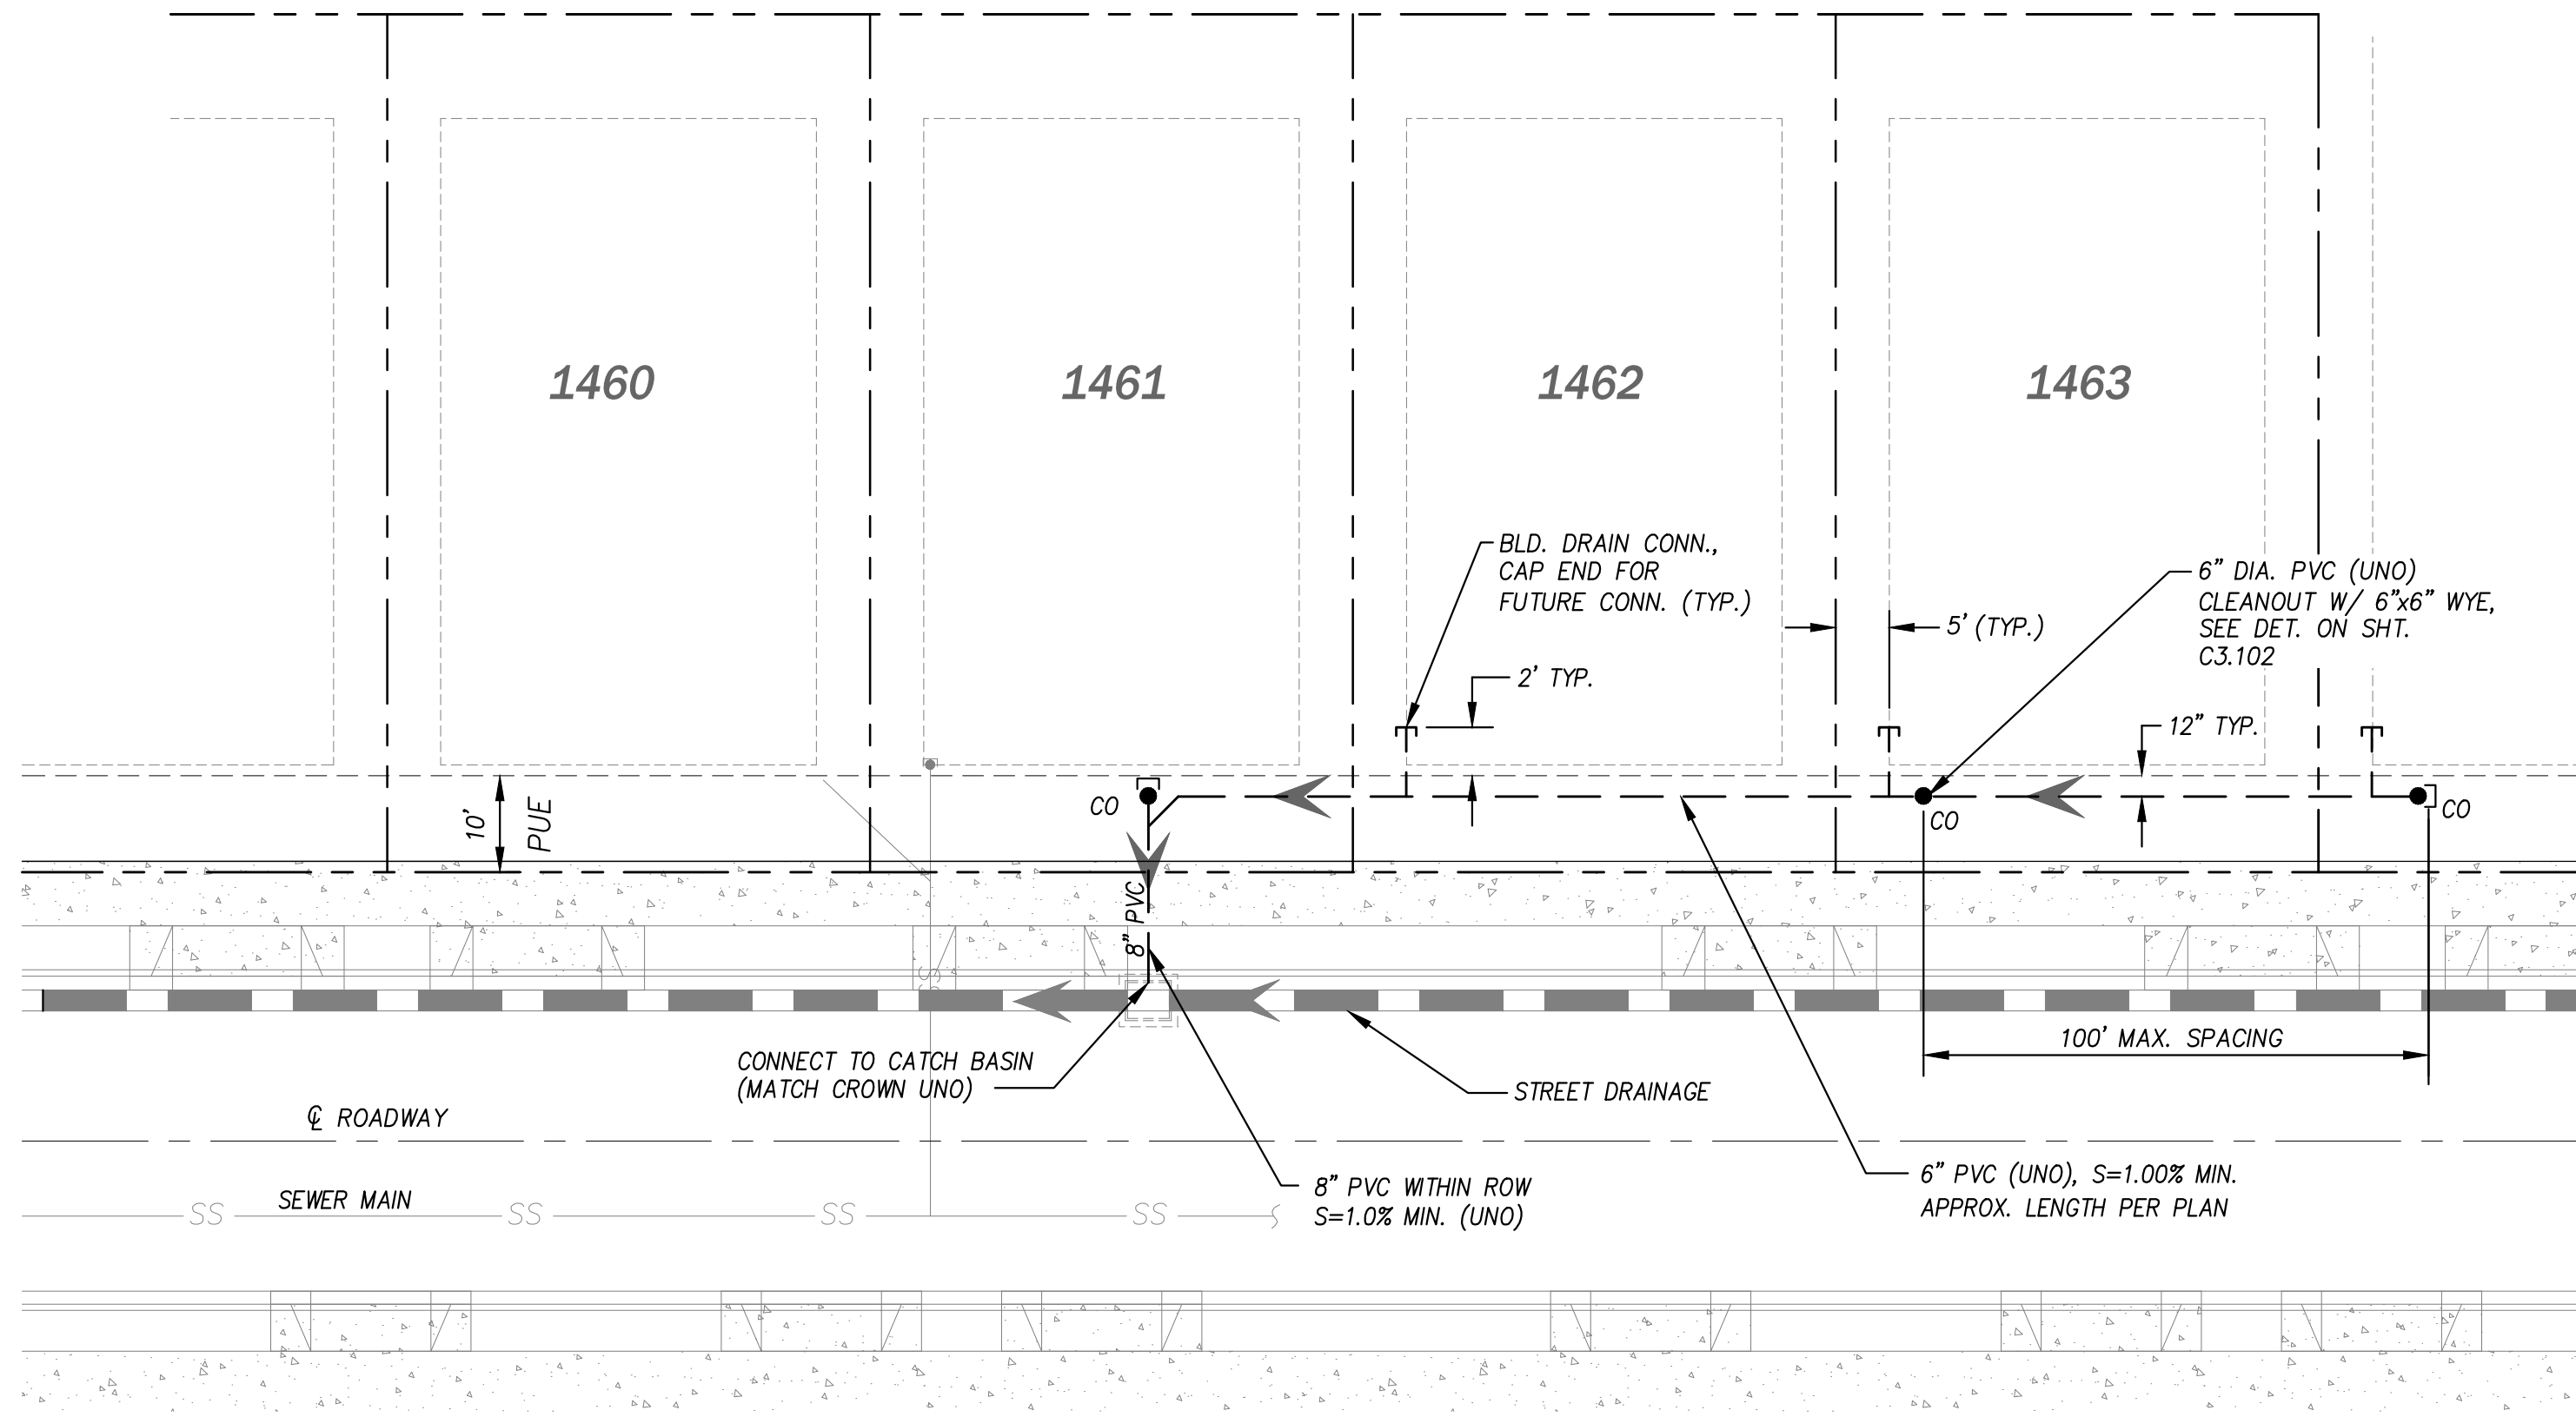 1460
1461
1462
1463
BLD. DRAIN CONN.,
CAP END FOR
FUTURE CONN. (TYP.)
6" DIA. PVC (UNO)
CLEANOUT W/ 6"x6" WYE,
SEE DET. ON SHT.
C3.102
5' (TYP.)
2' TYP.
12" TYP.
10'
PUE
CO
CO
CO
8" PVC
100' MAX. SPACING
CONNECT TO CATCH BASIN
(MATCH CROWN UNO)
STREET DRAINAGE
℄ ROADWAY
8" PVC WITHIN ROW
S=1.0% MIN. (UNO)
6" PVC (UNO), S=1.00% MIN.
APPROX. LENGTH PER PLAN
SEWER MAIN
SS SS SS SS